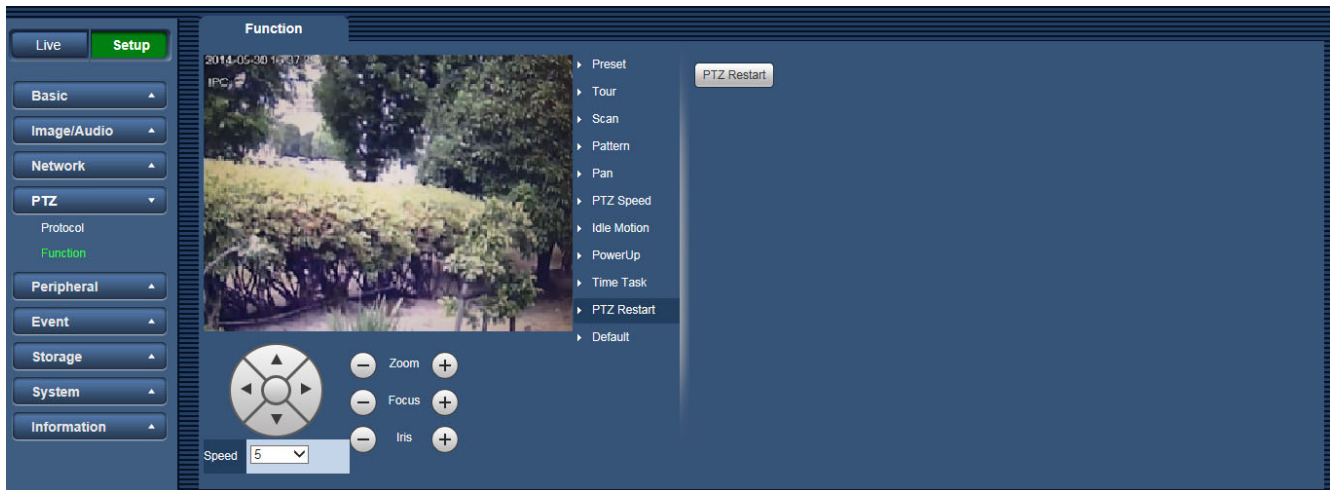 Live
Setup
Basic
Image/Audio
Network
PTZ
Protocol
Function
Peripheral
Event
Storage
System
Information
Function
IPC
Zoom
Focus
Iris
Speed 5
Preset
Tour
Scan
Pattern
Pan
PTZ Speed
Idle Motion
PowerUp
Time Task
PTZ Restart
Default
PTZ Restart